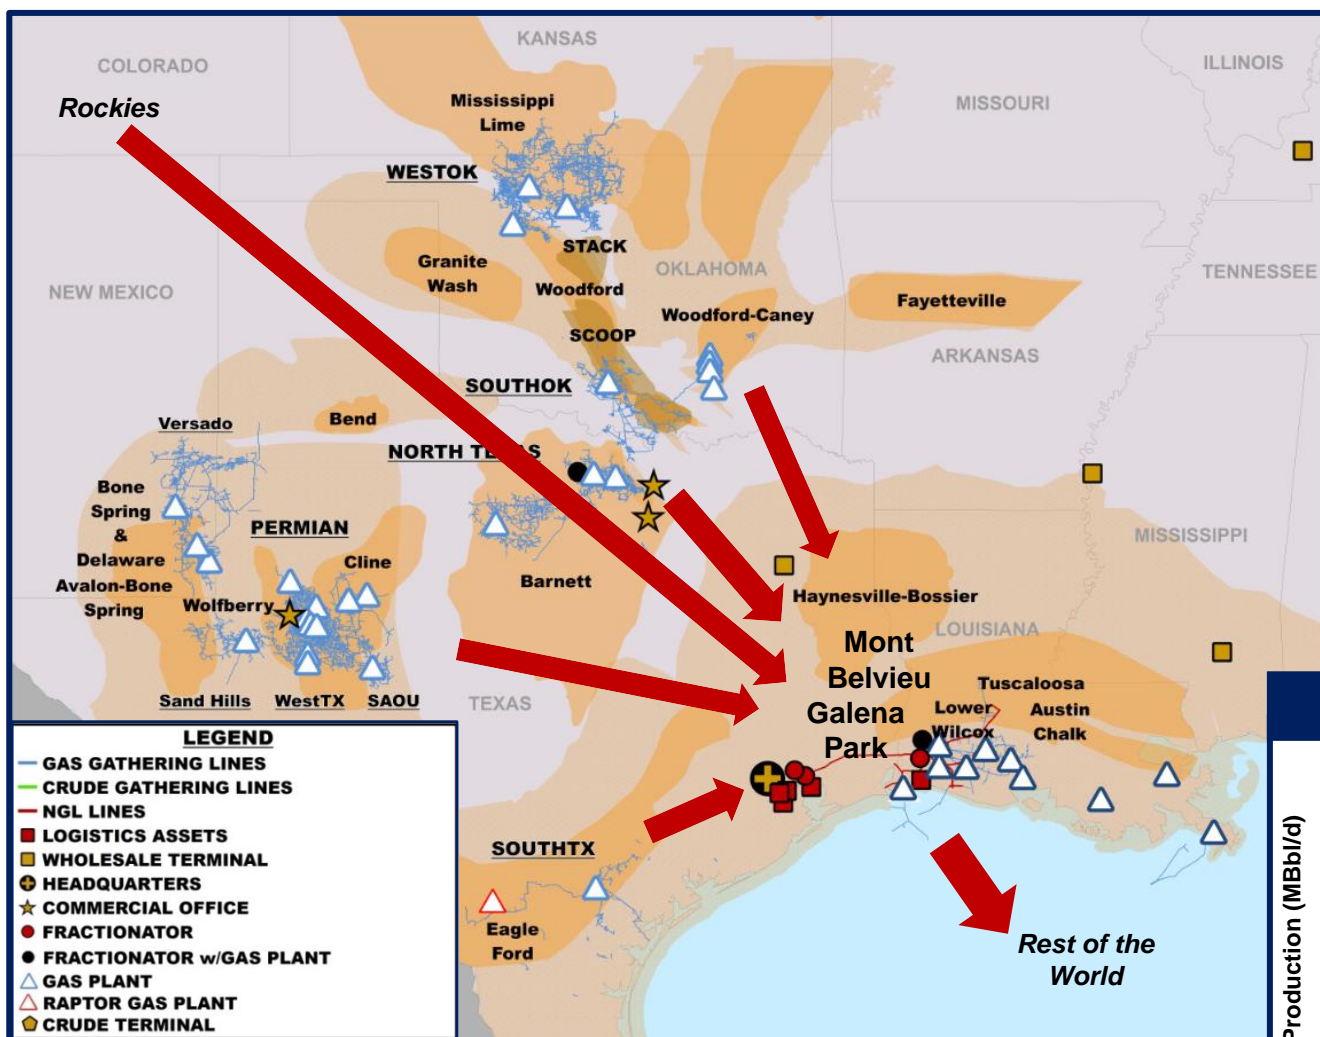 KANSAS
COLORADO
ILLINOIS
Rockies
Mississippi
Lime
MISSOURI
WESTOK
STACK
Granite
Wash
OKLAHOMA
TENNESSEE
NEW MEXICO
Woodford
Fayetteville
Woodford-Caney
SCOOP
ARKANSAS
SOUTHOK
Bend
Versado
NORTH TEXAS
Bone
Spring
&
Delaware
Avalon-Bone
Spring
PERMIAN
Cline
MISSISSIPPI
Barnett
Wolfberry
Haynesville-Bossier
LOUISIANA
Mont
Belvieu
Galena
Park
Tuscaloosa
Austin
Chalk
Lower
Wilcox
Sand Hills
WestTX
SAOU
TEXAS
LEGEND
GAS GATHERING LINES
CRUDE GATHERING LINES
NGL LINES
LOGISTICS ASSETS
WHOLESALE TERMINAL
HEADQUARTERS
COMMERCIAL OFFICE
FRACTIONATOR
FRACTIONATOR w/GAS PLANT
GAS PLANT
RAPTOR GAS PLANT
CRUDE TERMINAL
SOUTHTX
Eagle
Ford
Rest of the
World
Production (MBbl/d)